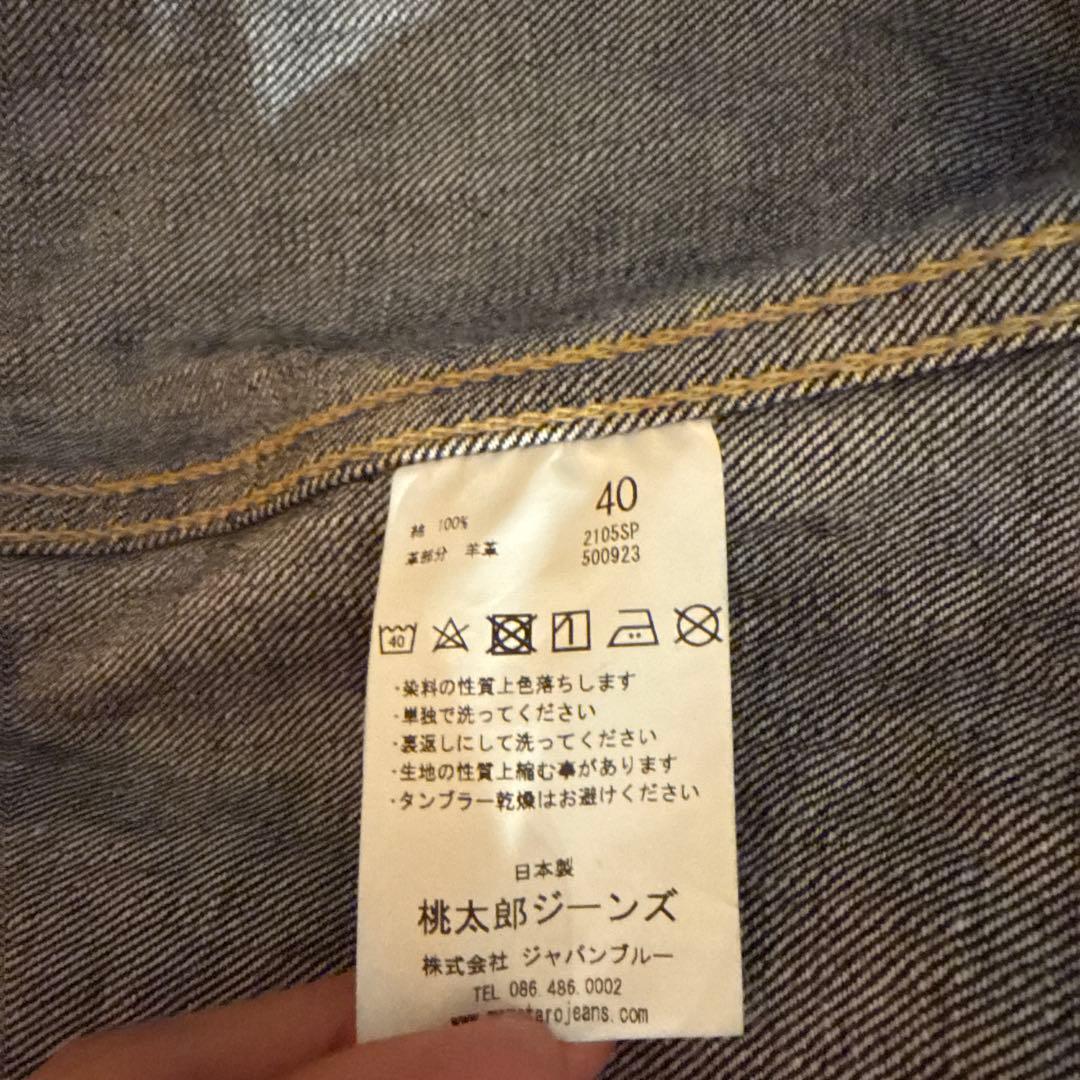 40
綿 100%
2105SP
革部分 羊革
500923
40
・染料の性質上色落ちします
・単独で洗ってください
・裏返しにして洗ってください
・生地の性質上縮む事があります
・タンブラー乾燥はお避けください
日本製
桃太郎ジーンズ
株式会社 ジャパンブルー
TEL 086.486.0002